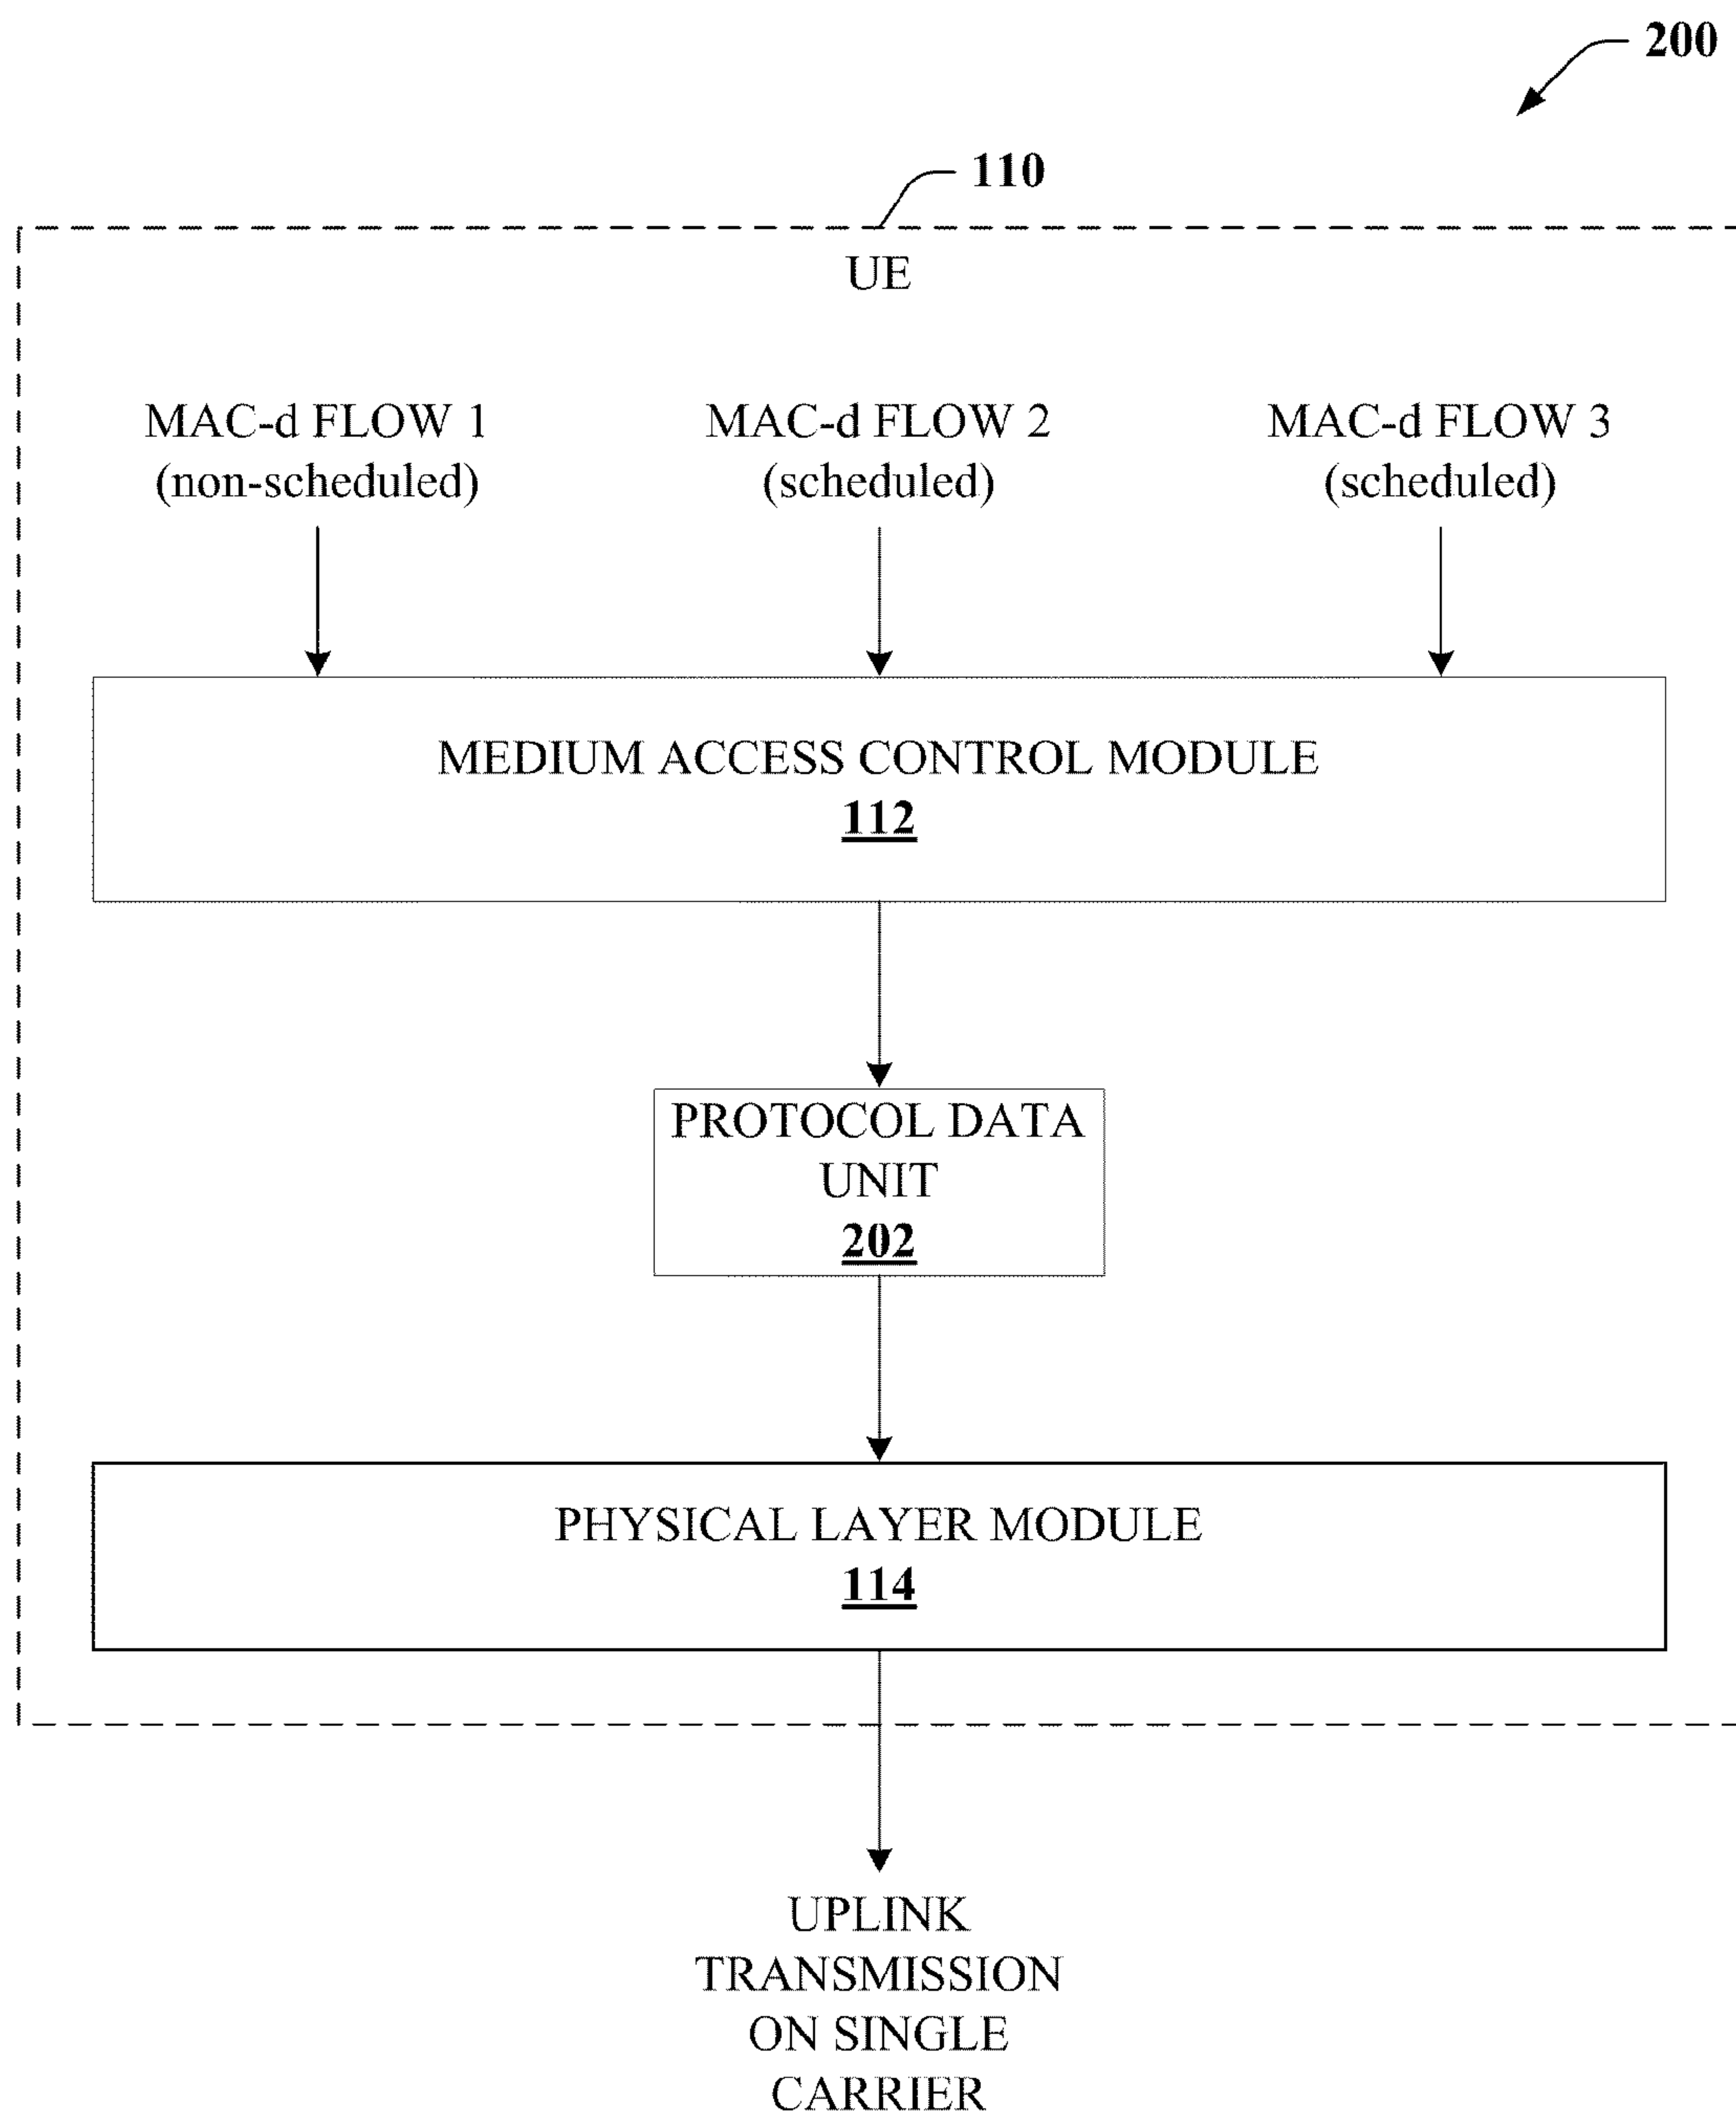 200
110
UE
MAC-d FLOW 1 MAC-d FLOW 2 MAC-d FLOW 3
(non-scheduled) (scheduled) (scheduled)
MEDIUM ACCESS CONTROL MODULE
112
PROTOCOL DATA
UNIT
202
PHYSICAL LAYER MODULE
114
UPLINK
TRANSMISSION
ON SINGLE
CARRIER